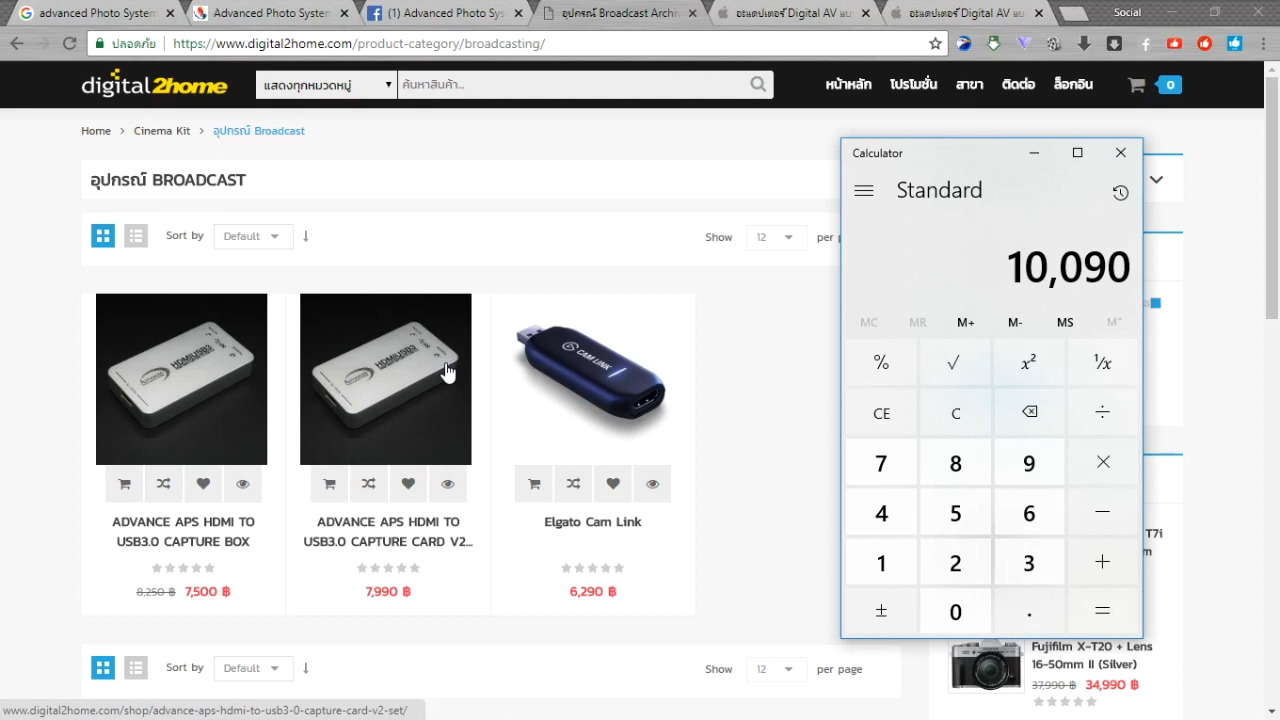 advanced Photo System
Advanced Photo System
(1) Advanced Photo Sys
อุปกรณ์ Broadcast Archi
อะแดปเตอร์ Digital AV แบ
อะแดปเตอร์ Digital AV แบ
Social
ปลอดภัย
https://www.digital2home.com/product-category/broadcasting/
digital2home
แสดงทุกหมวดหมู่
ค้นหาสินค้า...
หน้าหลัก
โปรโมชั่น
สาขา
ติดต่อ
ล็อกอิน
0
Home > Cinema Kit > อุปกรณ์ Broadcast
อุปกรณ์ BROADCAST
Sort by
Default
Show
12
per p
HDMIUSB3
HDMIUSB3
CAM LINK
ADVANCE APS HDMI TO
USB3.0 CAPTURE BOX
8,250 ฿ 7,500 ฿
ADVANCE APS HDMI TO
USB3.0 CAPTURE CARD V2...
7,990 ฿
Elgato Cam Link
6,290 ฿
Sort by
Default
Show
12
per page
Calculator
Standard
10,090
MC MR M+ M- MS M˅
% √ x² ¹/x
CE C ÷
7 8 9 ×
4 5 6 −
1 2 3 +
± 0 . =
T7i
m
Fujifilm X-T20 + Lens
16-50mm II (Silver)
37,990 ฿ 34,990 ฿
www.digital2home.com/shop/advance-aps-hdmi-to-usb3-0-capture-card-v2-set/